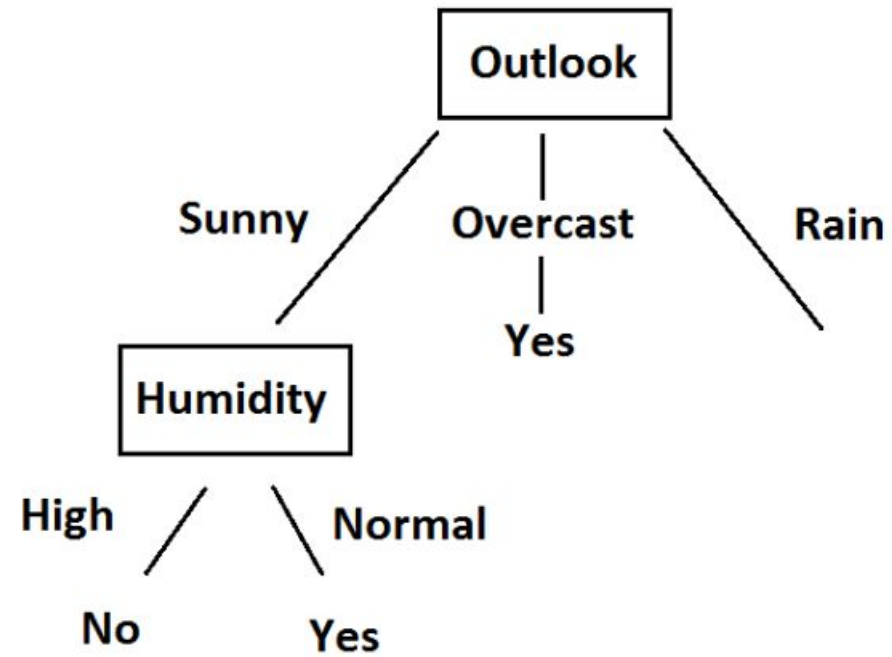 Outlook
Sunny
Overcast
Rain
Yes
Humidity
High
Normal
No
Yes